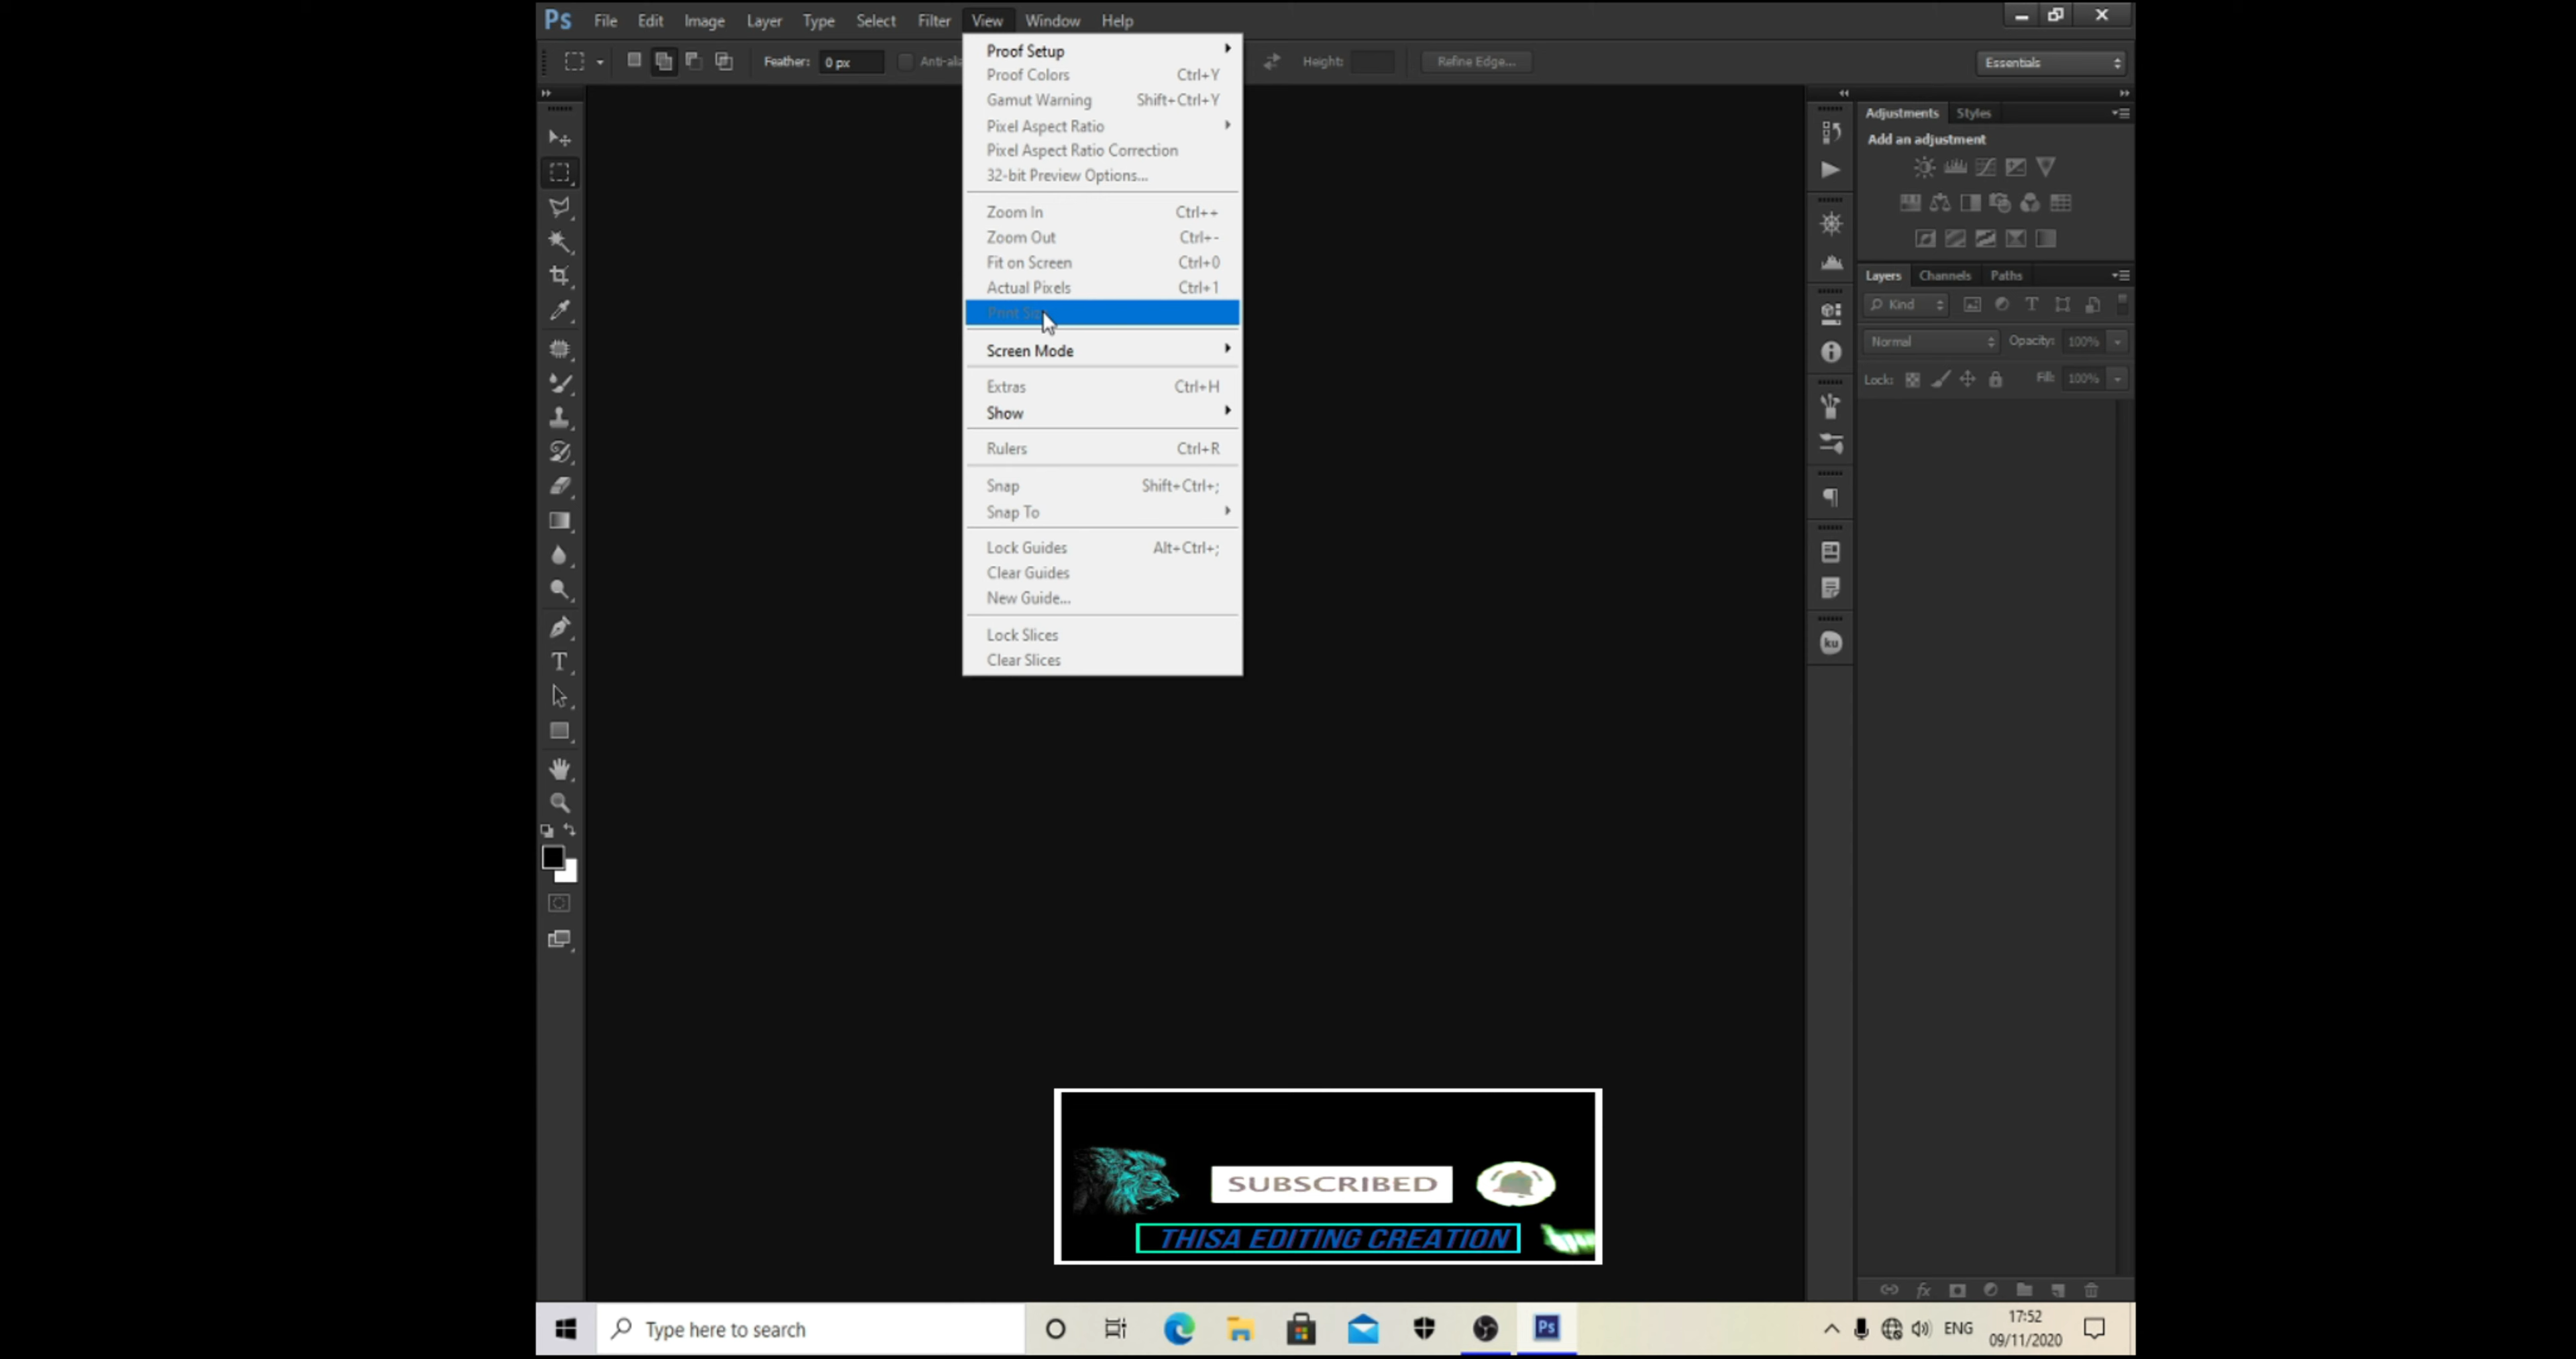 Ps File Edit Image Layer Type Select Filter View Window Help
Feather: 0 px Height: Refine Edge... Essentials
Proof Setup
Proof Colors Ctrl+Y
Gamut Warning Shift+Ctrl+Y
Pixel Aspect Ratio
Pixel Aspect Ratio Correction
32-bit Preview Options...
Zoom In Ctrl++
Zoom Out Ctrl+-
Fit on Screen Ctrl+0
Actual Pixels Ctrl+1
Print
Screen Mode
Extras Ctrl+H
Show
Rulers Ctrl+R
Snap Shift+Ctrl+;
Snap To
Lock Guides Alt+Ctrl+;
Clear Guides
New Guide...
Lock Slices
Clear Slices
Adjustments Styles
Add an adjustment
Layers Channels Paths
Kind
Normal Opacity: 100%
Lock: Fill: 100%
ku
SUBSCRIBED
THISA EDITING CREATION
Type here to search
Ps
ENG
17:52
09/11/2020